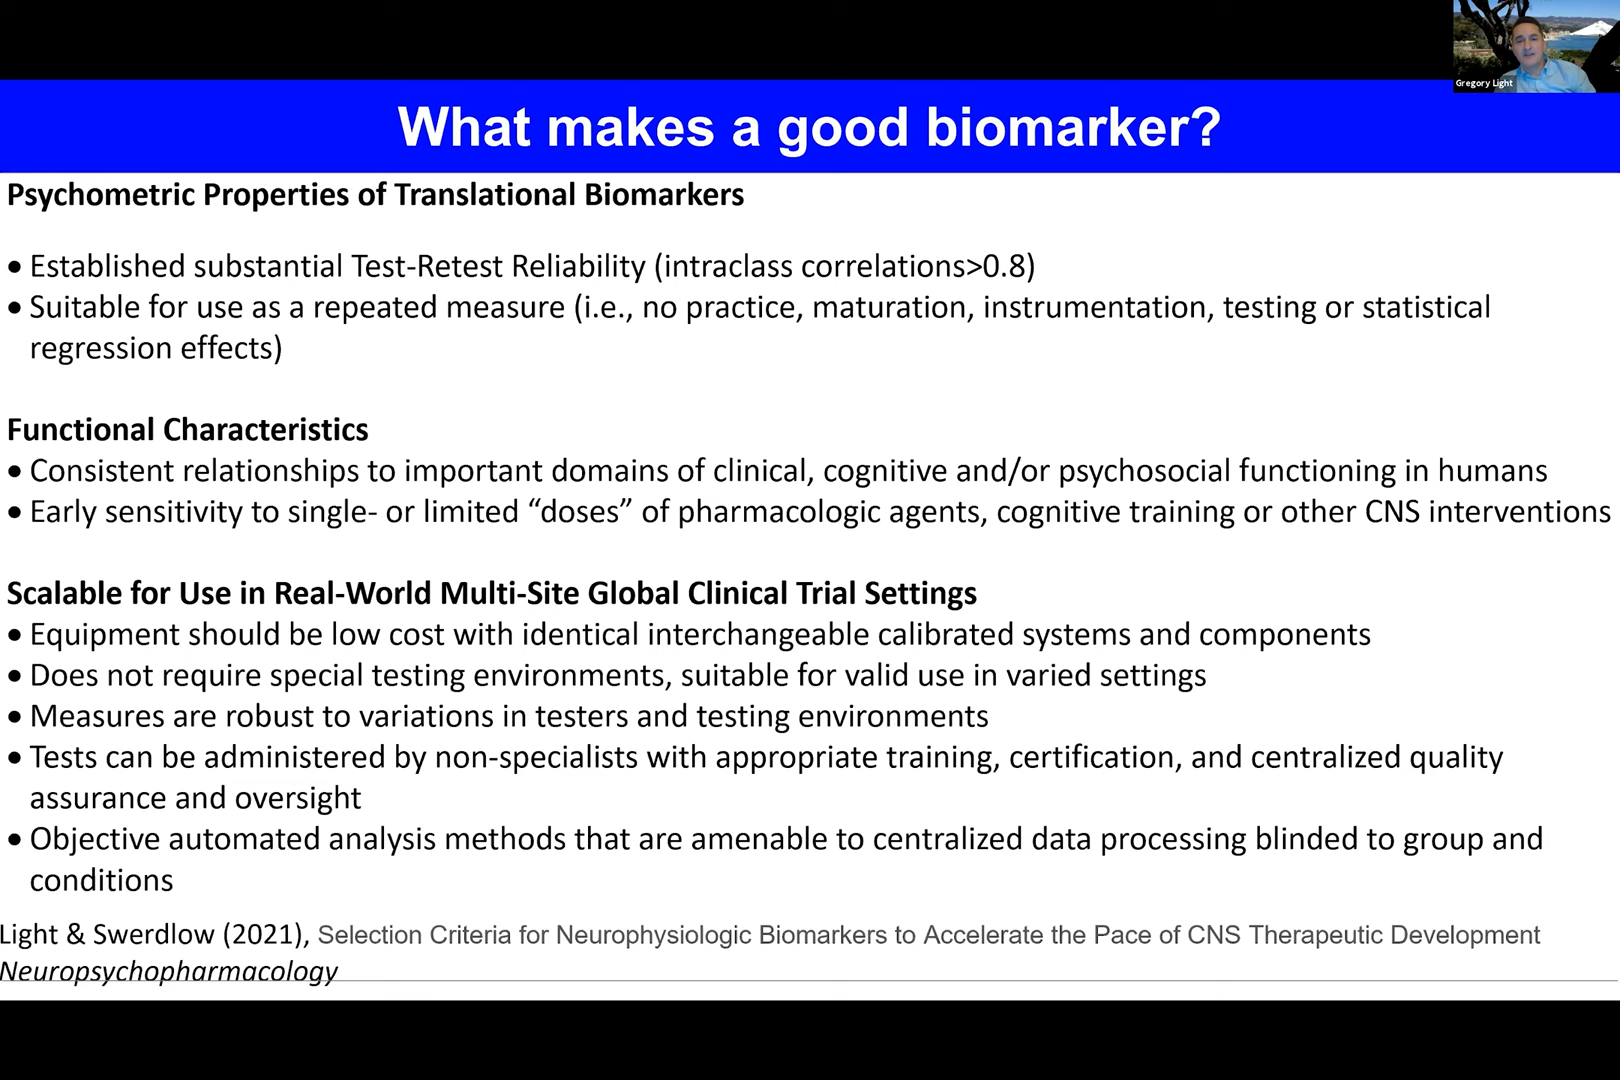 Gregory Light
What makes a good biomarker?
Psychometric Properties of Translational Biomarkers
• Established substantial Test-Retest Reliability (intraclass correlations>0.8)
• Suitable for use as a repeated measure (i.e., no practice, maturation, instrumentation, testing or statistical
regression effects)
Functional Characteristics
• Consistent relationships to important domains of clinical, cognitive and/or psychosocial functioning in humans
• Early sensitivity to single- or limited “doses” of pharmacologic agents, cognitive training or other CNS interventions
Scalable for Use in Real-World Multi-Site Global Clinical Trial Settings
• Equipment should be low cost with identical interchangeable calibrated systems and components
• Does not require special testing environments, suitable for valid use in varied settings
• Measures are robust to variations in testers and testing environments
• Tests can be administered by non-specialists with appropriate training, certification, and centralized quality
assurance and oversight
• Objective automated analysis methods that are amenable to centralized data processing blinded to group and
conditions
Light & Swerdlow (2021), Selection Criteria for Neurophysiologic Biomarkers to Accelerate the Pace of CNS Therapeutic Development
Neuropsychopharmacology